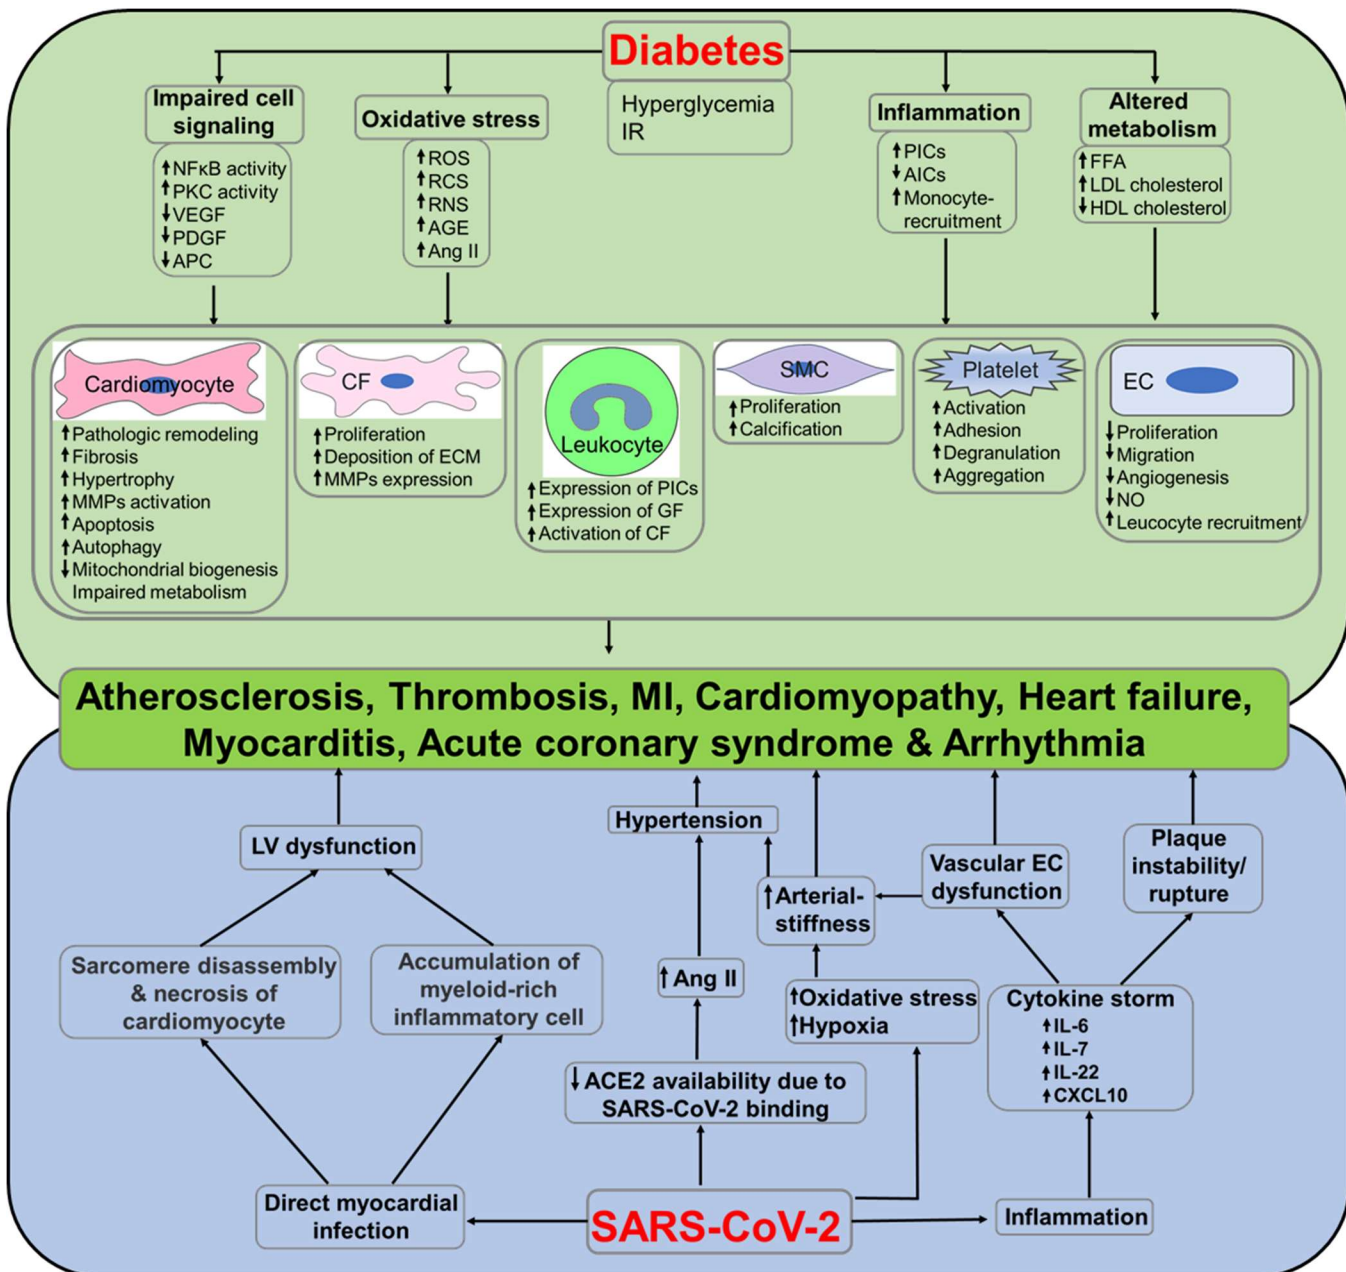 Diabetes
Hyperglycemia
IR
Impaired cell
signaling
↑NFκB activity
↑PKC activity
↓VEGF
↓PDGF
↓APC
Oxidative stress
↑ROS
↑RCS
↑RNS
↑AGE
↑Ang II
Inflammation
↑PICs
↓AICs
↑Monocyte-
recruitment
Altered
metabolism
↑FFA
↑LDL cholesterol
↓HDL cholesterol
Cardiomyocyte
↑Pathologic remodeling
↑Fibrosis
↑Hypertrophy
↑MMPs activation
↑Apoptosis
↑Autophagy
↓Mitochondrial biogenesis
Impaired metabolism
CF
↑Proliferation
↑Deposition of ECM
↑MMPs expression
Leukocyte
↑Expression of PICs
↑Expression of GF
↑Activation of CF
SMC
↑Proliferation
↑Calcification
Platelet
↑Activation
↑Adhesion
↑Degranulation
↑Aggregation
EC
↓Proliferation
↓Migration
↓Angiogenesis
↓NO
↑Leucocyte recruitment
Atherosclerosis, Thrombosis, MI, Cardiomyopathy, Heart failure,
Myocarditis, Acute coronary syndrome & Arrhythmia
LV dysfunction
Sarcomere disassembly
& necrosis of
cardiomyocyte
Accumulation of
myeloid-rich
inflammatory cell
Direct myocardial
infection
Hypertension
↑Ang II
↓ACE2 availability due to
SARS-CoV-2 binding
↑Arterial-
stiffness
↑Oxidative stress
↑Hypoxia
Vascular EC
dysfunction
Plaque
instability/
rupture
Cytokine storm
↑IL-6
↑IL-7
↑IL-22
↑CXCL10
Inflammation
SARS-CoV-2